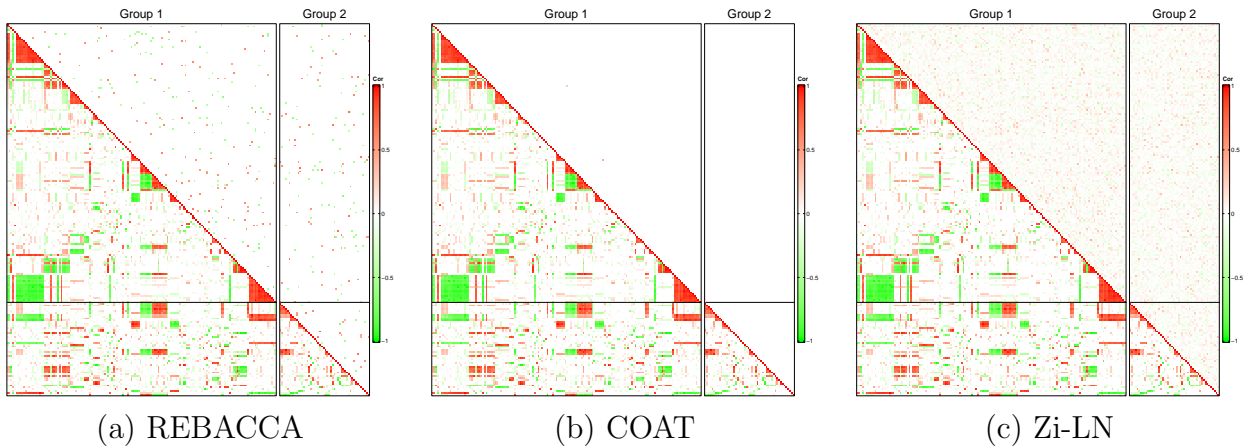 Group 1 Group 2 Group 1 Group 2 Group 1 Group 2
Cor Cor Cor
1 1 1
0.5 0.5 0.5
0 0 0
−0.5 −0.5 −0.5
−1 −1 −1
(a) REBACCA (b) COAT (c) Zi-LN